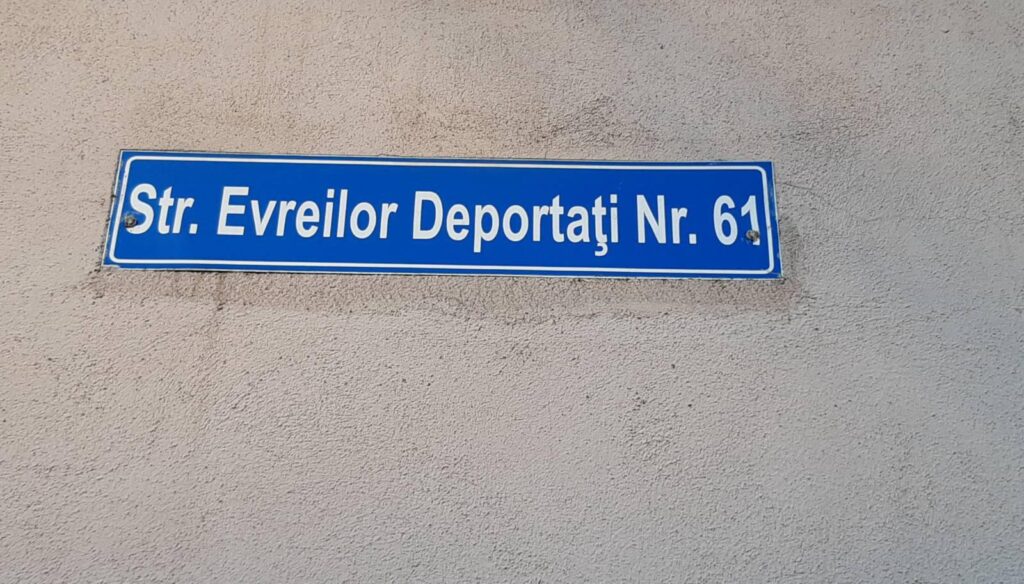 Str. Evreilor Deportaţi Nr. 61